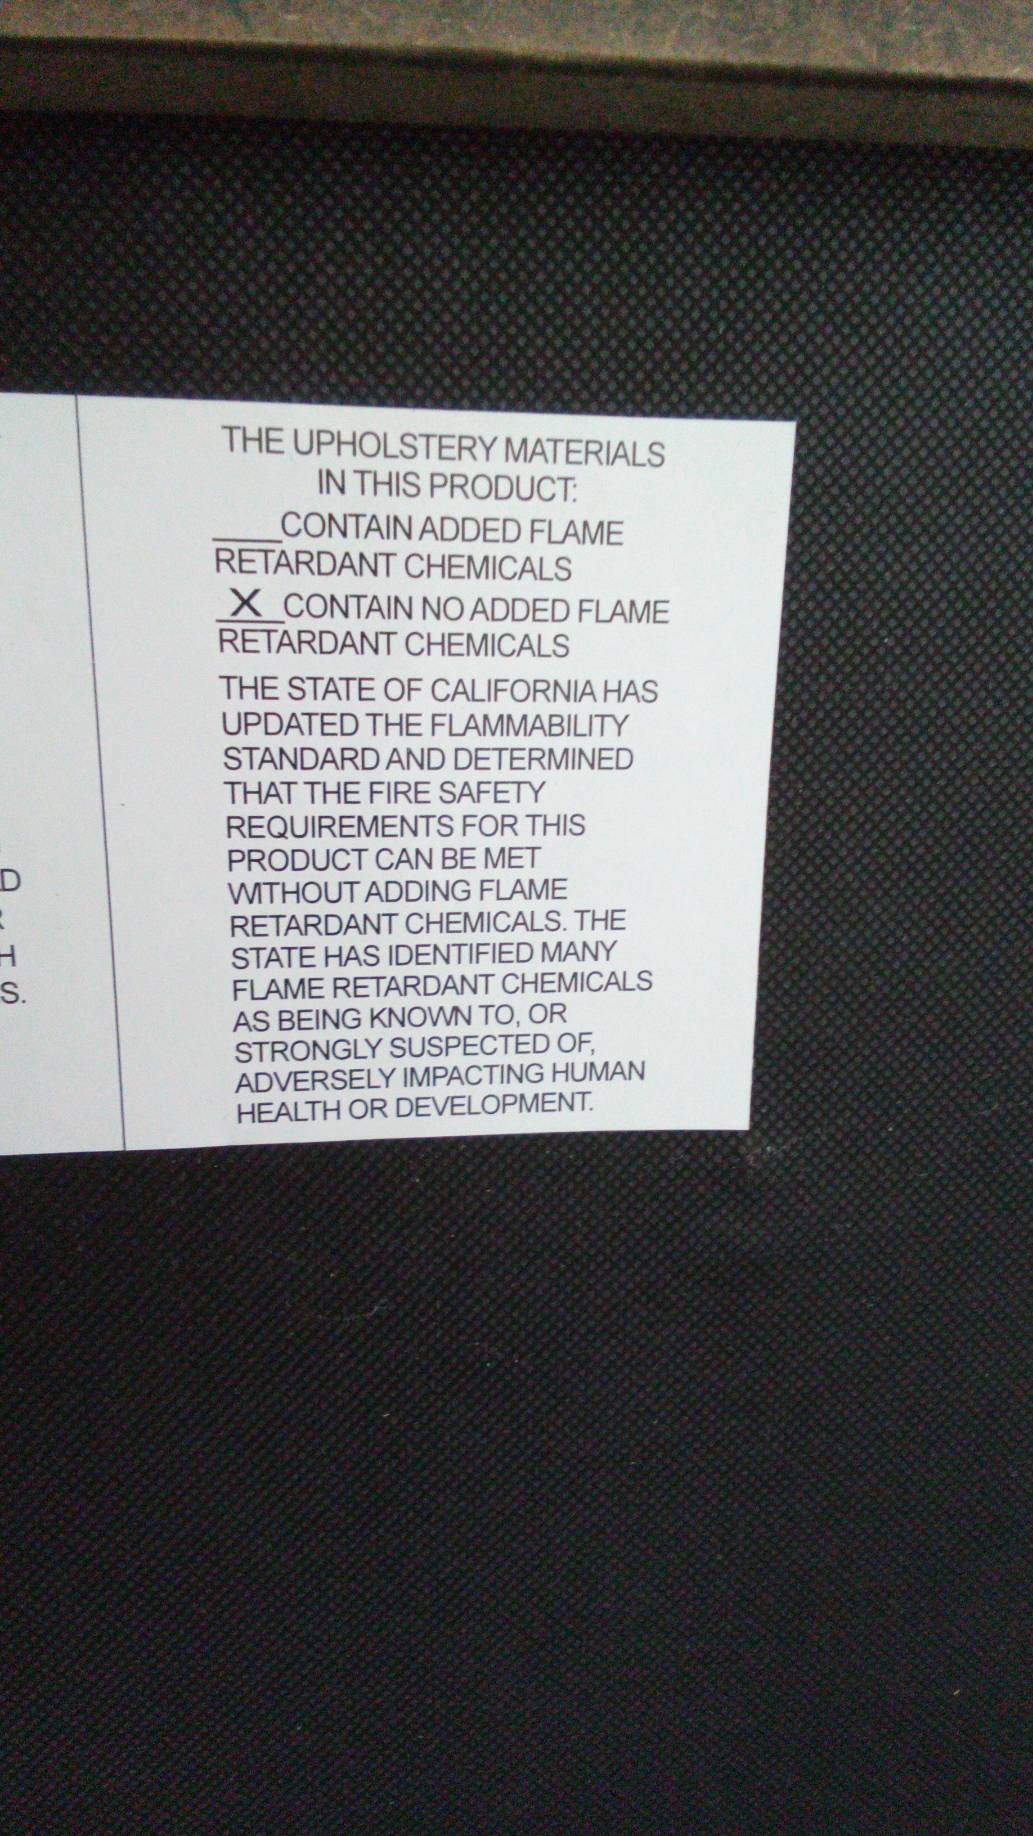 THE UPHOLSTERY MATERIALS
IN THIS PRODUCT:
___CONTAIN ADDED FLAME
RETARDANT CHEMICALS
_X_CONTAIN NO ADDED FLAME
RETARDANT CHEMICALS
THE STATE OF CALIFORNIA HAS
UPDATED THE FLAMMABILITY
STANDARD AND DETERMINED
THAT THE FIRE SAFETY
REQUIREMENTS FOR THIS
PRODUCT CAN BE MET
WITHOUT ADDING FLAME
RETARDANT CHEMICALS. THE
STATE HAS IDENTIFIED MANY
FLAME RETARDANT CHEMICALS
AS BEING KNOWN TO, OR
STRONGLY SUSPECTED OF,
ADVERSELY IMPACTING HUMAN
HEALTH OR DEVELOPMENT.